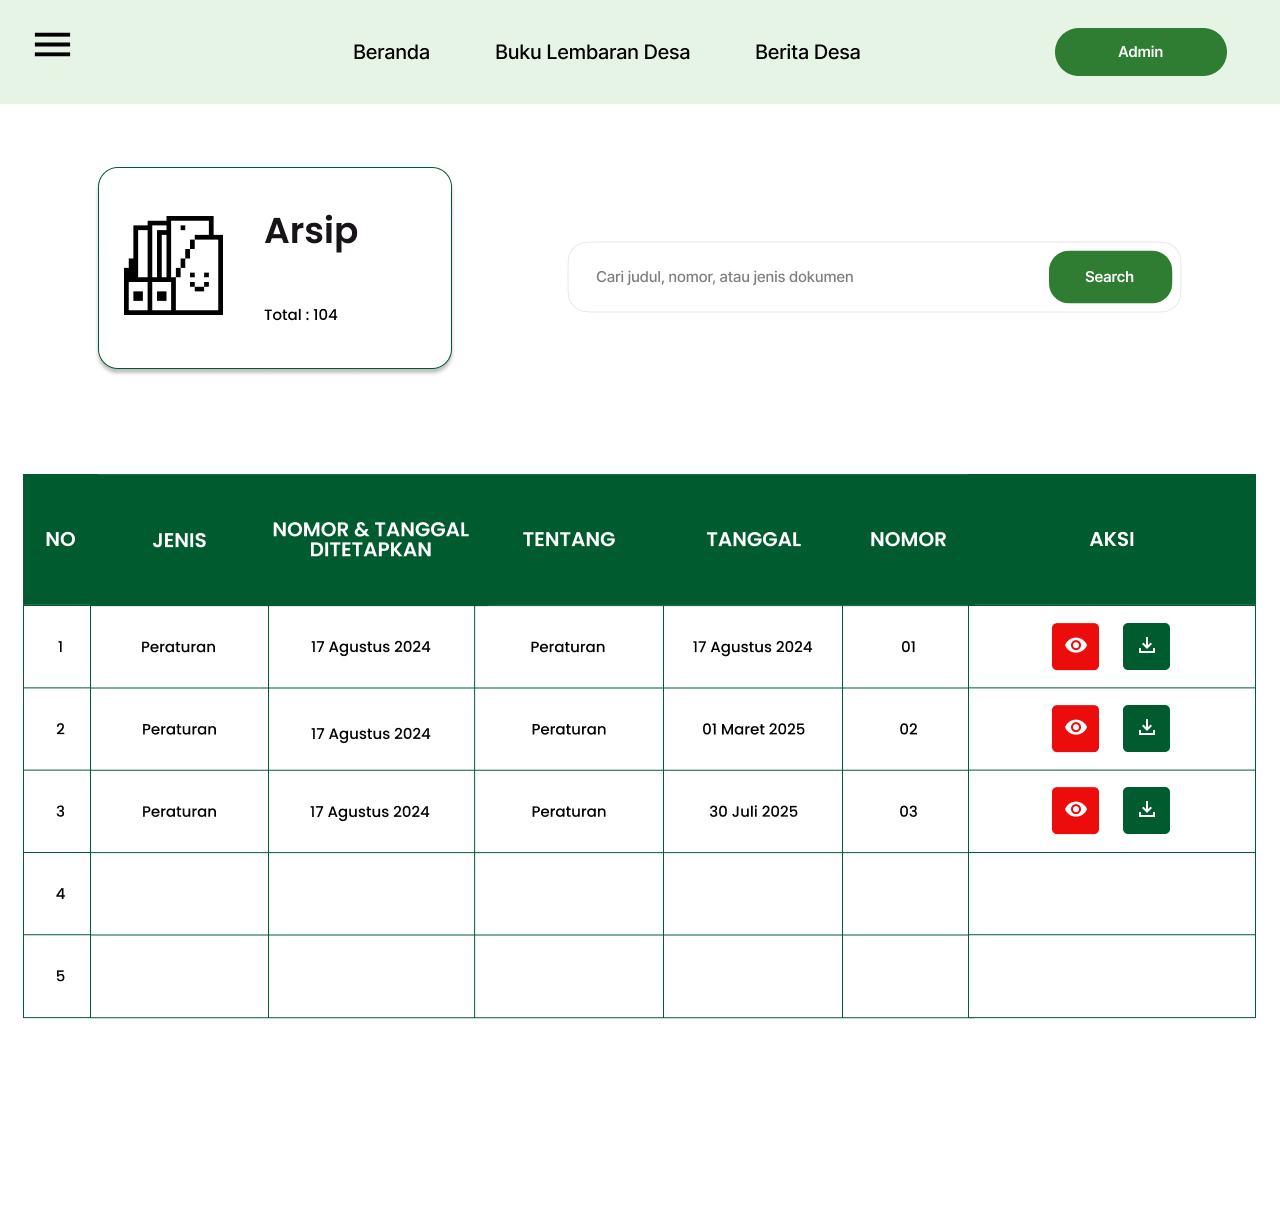 Beranda
Buku Lembaran Desa
Berita Desa
Admin
Arsip
Total : 104
Cari judul, nomor, atau jenis dokumen
Search
NO
JENIS
NOMOR & TANGGAL
DITETAPKAN
TENTANG
TANGGAL
NOMOR
AKSI
1
Peraturan
17 Agustus 2024
Peraturan
17 Agustus 2024
01
2
Peraturan
17 Agustus 2024
Peraturan
01 Maret 2025
02
3
Peraturan
17 Agustus 2024
Peraturan
30 Juli 2025
03
4
5